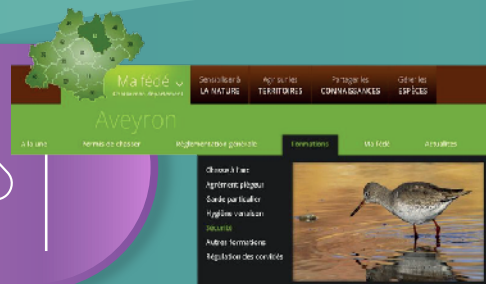 Ma fédé
Sensibiliser à
LA NATURE
Agir sur les
TERRITOIRES
Partager les
CONNAISSANCES
Gérer les
ESPÈCES
Aveyron
A la une
Permis de chasser
Réglementation générale
Formations
Ma fédé
Actualités
Chasse à l'arc
Agrément piégeur
Garde particulier
Hygiène venaison
Sécurité
Autres formations
Régulation des corvidés